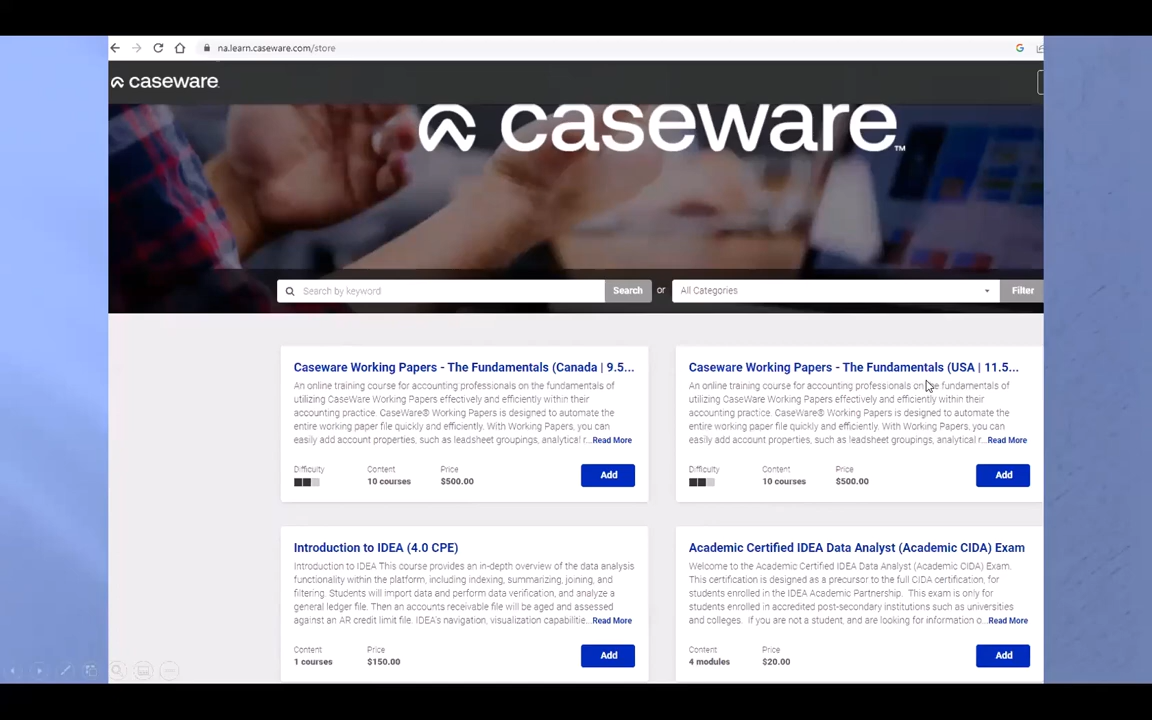 na.learn.caseware.com/store
caseware
caseware™
Search by keyword
Search
or
All Categories
Filter
Caseware Working Papers - The Fundamentals (Canada | 9.5...
An online training course for accounting professionals on the fundamentals of
utilizing CaseWare Working Papers effectively and efficiently within their
accounting practice. CaseWare® Working Papers is designed to automate the
entire working paper file quickly and efficiently. With Working Papers, you can
easily add account properties, such as leadsheet groupings, analytical r...Read More
Difficulty
Content
Price
10 courses
$500.00
Add
Caseware Working Papers - The Fundamentals (USA | 11.5...
An online training course for accounting professionals on the fundamentals of
utilizing CaseWare Working Papers effectively and efficiently within their
accounting practice. CaseWare® Working Papers is designed to automate the
entire working paper file quickly and efficiently. With Working Papers, you can
easily add account properties, such as leadsheet groupings, analytical r...Read More
Difficulty
Content
Price
10 courses
$500.00
Add
Introduction to IDEA (4.0 CPE)
Introduction to IDEA This course provides an in-depth overview of the data analysis
functionality within the platform, including indexing, summarizing, joining, and
filtering. Students will import data and perform data verification, and analyze a
general ledger file. Then an accounts receivable file will be aged and assessed
against an AR credit limit file. IDEA's navigation, visualization capabilitie...Read More
Content
Price
1 courses
$150.00
Add
Academic Certified IDEA Data Analyst (Academic CIDA) Exam
Welcome to the Academic Certified IDEA Data Analyst (Academic CIDA) Exam.
This certification is designed as a precursor to the full CIDA certification, for
students enrolled in the IDEA Academic Partnership. This exam is only for
students enrolled in accredited post-secondary institutions such as universities
and colleges. If you are not a student, and are looking for information o...Read More
Content
Price
4 modules
$20.00
Add